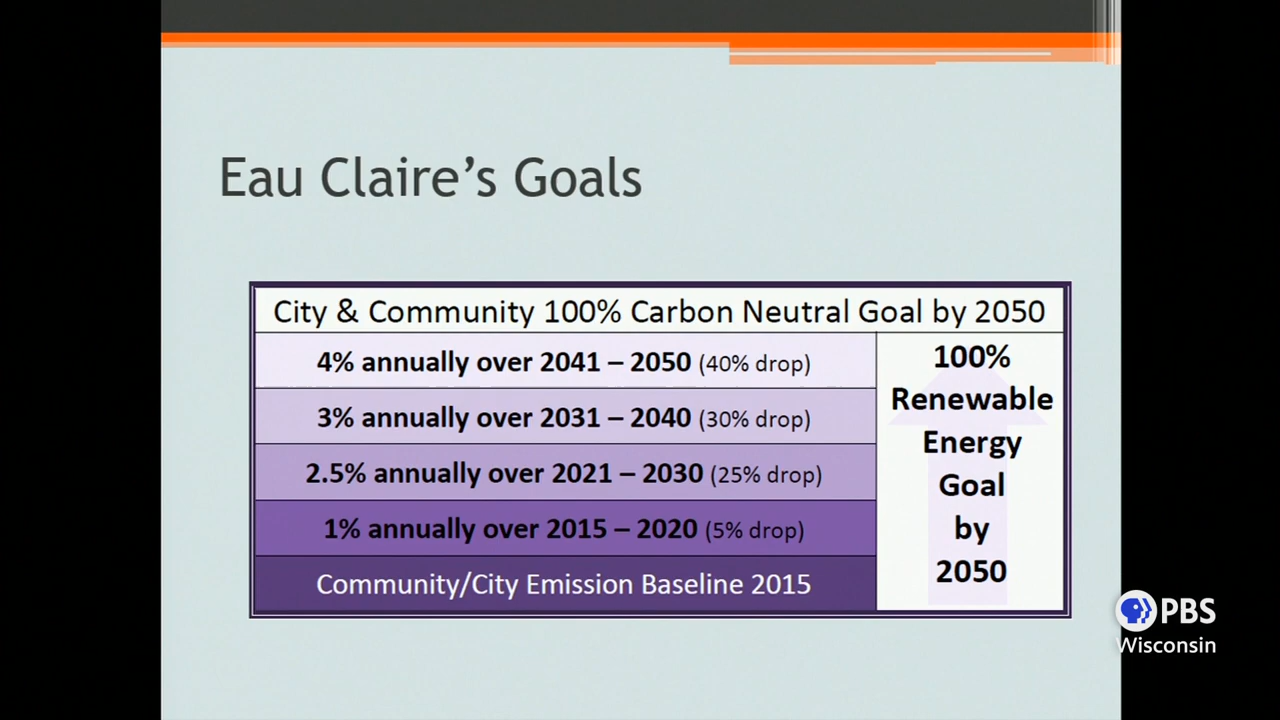 Eau Claire’s Goals
City & Community 100% Carbon Neutral Goal by 2050
4% annually over 2041 – 2050 (40% drop)
3% annually over 2031 – 2040 (30% drop)
2.5% annually over 2021 – 2030 (25% drop)
1% annually over 2015 – 2020 (5% drop)
Community/City Emission Baseline 2015
100%
Renewable
Energy
Goal
by
2050
PBS
Wisconsin